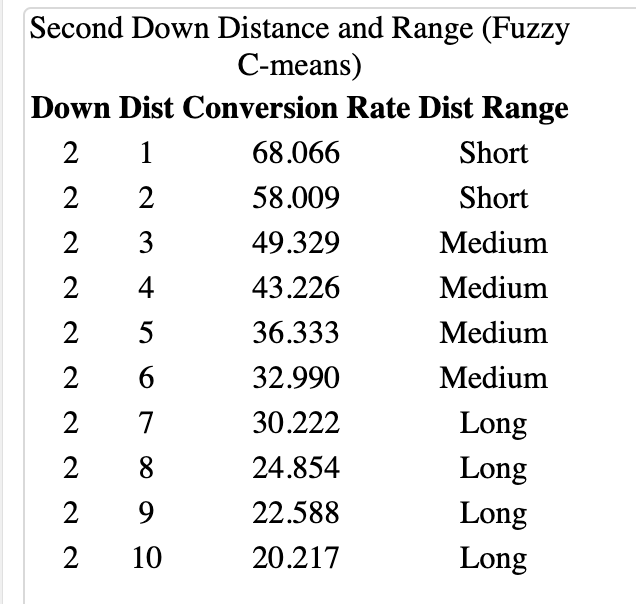 Second Down Distance and Range (Fuzzy
C-means)
Down Dist Conversion Rate Dist Range
2 1 68.066 Short
2 2 58.009 Short
2 3 49.329 Medium
2 4 43.226 Medium
2 5 36.333 Medium
2 6 32.990 Medium
2 7 30.222 Long
2 8 24.854 Long
2 9 22.588 Long
2 10 20.217 Long